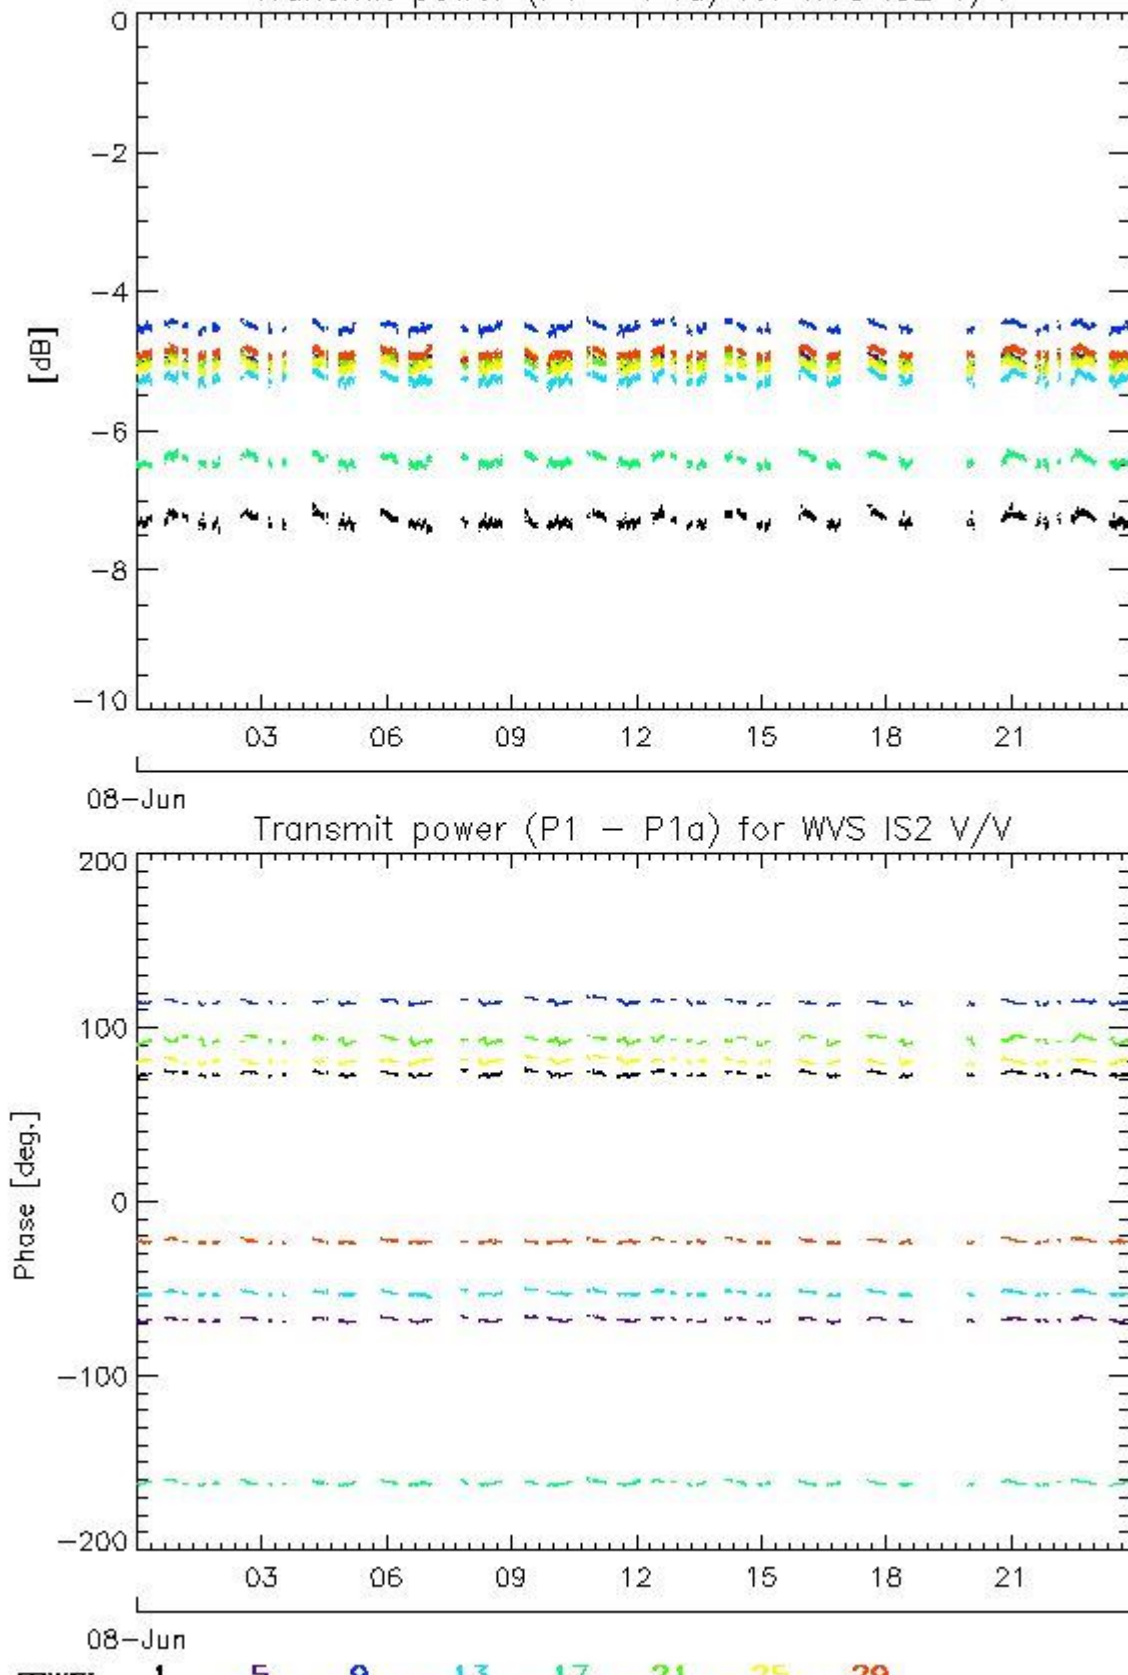 0
−2
−4
[dB]
−6
−8
−10
03 06 09 12 15 18 21
08−Jun
Transmit power (P1 − P1a) for WVS IS2 V/V
200
100
Phase [deg.]
0
−100
−200
03 06 09 12 15 18 21
08−Jun
1 5 9 13 17 21 25 29